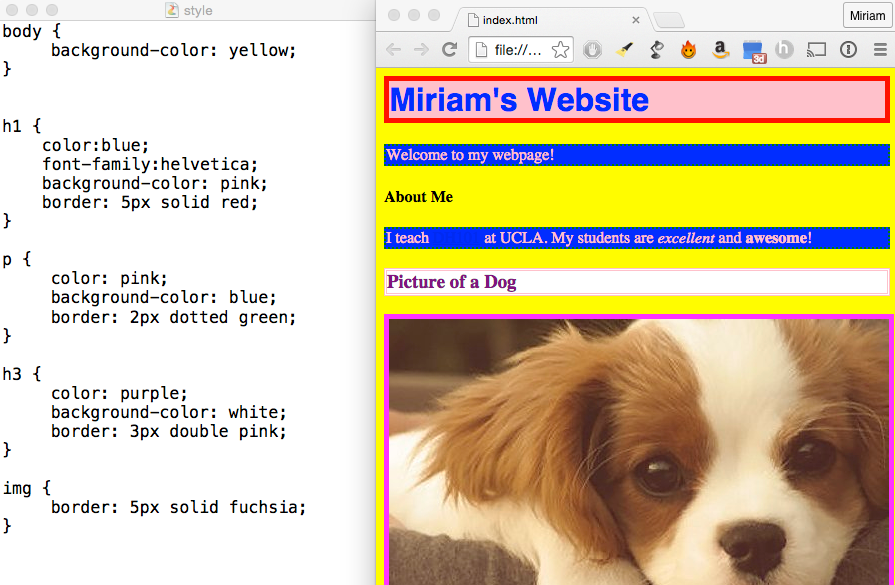 style
body {
background-color: yellow;
}
h1 {
color:blue;
font-family:helvetica;
background-color: pink;
border: 5px solid red;
}
p {
color: pink;
background-color: blue;
border: 2px dotted green;
}
h3 {
color: purple;
background-color: white;
border: 3px double pink;
}
img {
border: 5px solid fuchsia;
}
index.html
Miriam
file://...
3d
Miriam's Website
Welcome to my webpage!
About Me
I teach at UCLA. My students are excellent and awesome!
Picture of a Dog